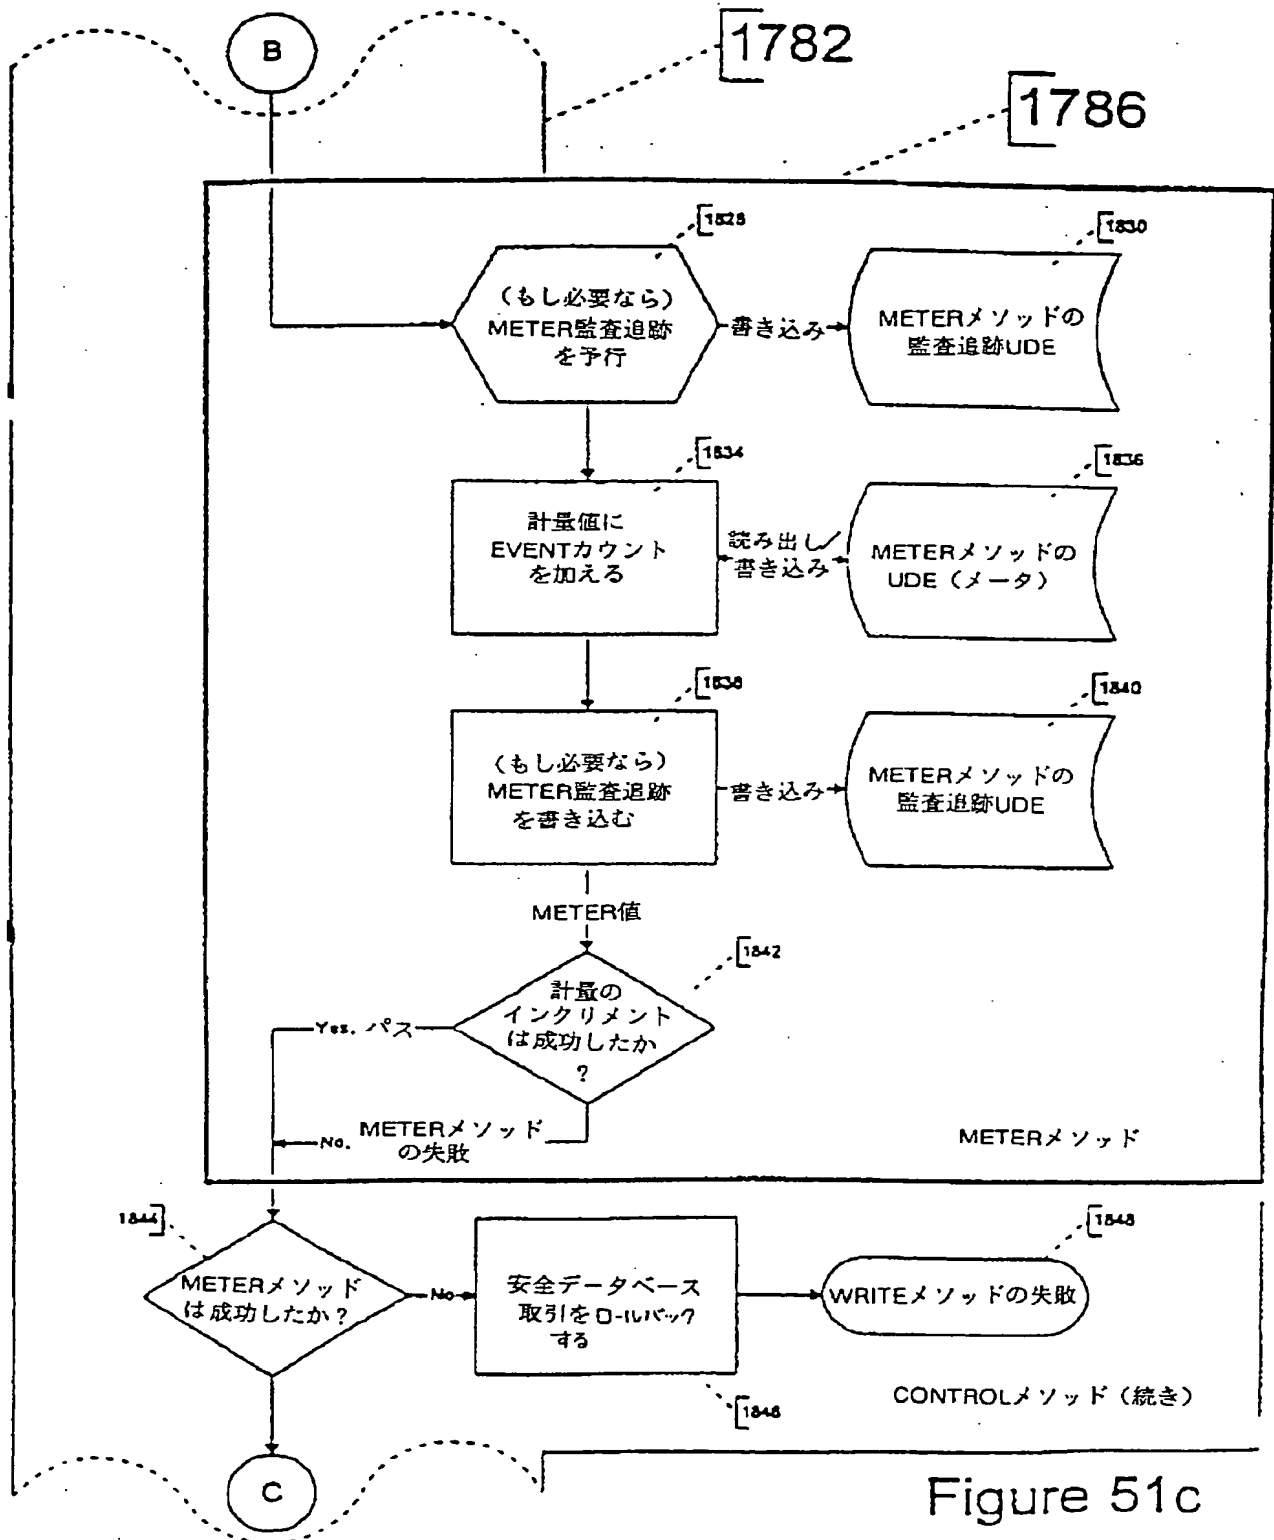 B
1782
1786
1828
(もし必要なら)
METER監査追跡
を予行
書き込み
1830
METERメソッドの
監査追跡UDE
1834
計量値に
EVENTカウント
を加える
読み出し/
書き込み
1836
METERメソッドの
UDE(メータ)
1838
(もし必要なら)
METER監査追跡
を書き込む
書き込み
1840
METERメソッドの
監査追跡UDE
METER値
1842
計量の
インクリメント
は成功したか
?
Yes. パス
No. METERメソッド
の失敗
METERメソッド
1844
METERメソッド
は成功したか?
No
安全データベース
取引をロールバック
する
1846
1848
WRITEメソッドの失敗
CONTROLメソッド(続き)
C
Figure 51c